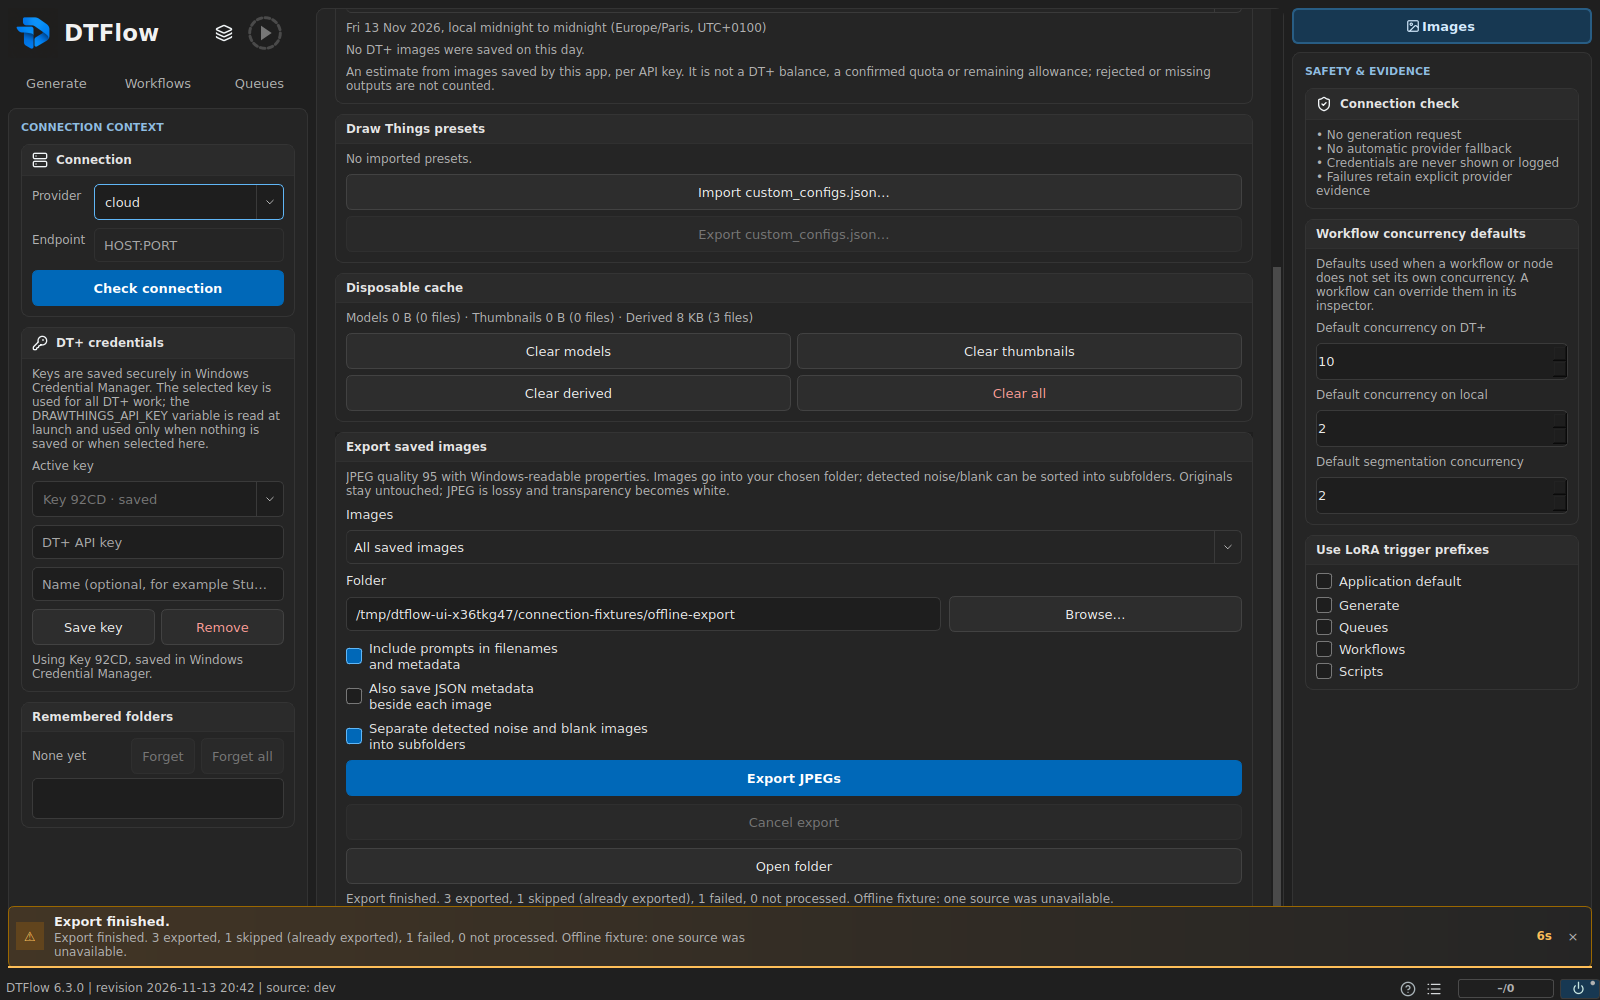 DTFlow
Generate
Workflows
Queues
CONNECTION CONTEXT
Connection
Provider
cloud
Endpoint
HOST:PORT
Check connection
DT+ credentials
Keys are saved securely in Windows
Credential Manager. The selected key is
used for all DT+ work; the
DRAWTHINGS_API_KEY variable is read at
launch and used only when nothing is
saved or when selected here.
Active key
Key 92CD · saved
DT+ API key
Name (optional, for example Stu...
Save key
Remove
Using Key 92CD, saved in Windows
Credential Manager.
Remembered folders
None yet
Forget
Forget all
Fri 13 Nov 2026, local midnight to midnight (Europe/Paris, UTC+0100)
No DT+ images were saved on this day.
An estimate from images saved by this app, per API key. It is not a DT+ balance, a confirmed quota or remaining allowance; rejected or missing
outputs are not counted.
Draw Things presets
No imported presets.
Import custom_configs.json...
Export custom_configs.json...
Disposable cache
Models 0 B (0 files) · Thumbnails 0 B (0 files) · Derived 8 KB (3 files)
Clear models
Clear thumbnails
Clear derived
Clear all
Export saved images
JPEG quality 95 with Windows-readable properties. Images go into your chosen folder; detected noise/blank can be sorted into subfolders. Originals
stay untouched; JPEG is lossy and transparency becomes white.
Images
All saved images
Folder
/tmp/dtflow-ui-x36tkg47/connection-fixtures/offline-export
Browse...
Include prompts in filenames
and metadata
Also save JSON metadata
beside each image
Separate detected noise and blank images
into subfolders
Export JPEGs
Cancel export
Open folder
Export finished. 3 exported, 1 skipped (already exported), 1 failed, 0 not processed. Offline fixture: one source was unavailable.
Images
SAFETY & EVIDENCE
Connection check
• No generation request
• No automatic provider fallback
• Credentials are never shown or logged
• Failures retain explicit provider
evidence
Workflow concurrency defaults
Defaults used when a workflow or node
does not set its own concurrency. A
workflow can override them in its
inspector.
Default concurrency on DT+
10
Default concurrency on local
2
Default segmentation concurrency
2
Use LoRA trigger prefixes
Application default
Generate
Queues
Workflows
Scripts
Export finished.
Export finished. 3 exported, 1 skipped (already exported), 1 failed, 0 not processed. Offline fixture: one source was
unavailable.
6s
×
DTFlow 6.3.0 | revision 2026-11-13 20:42 | source: dev
-/0